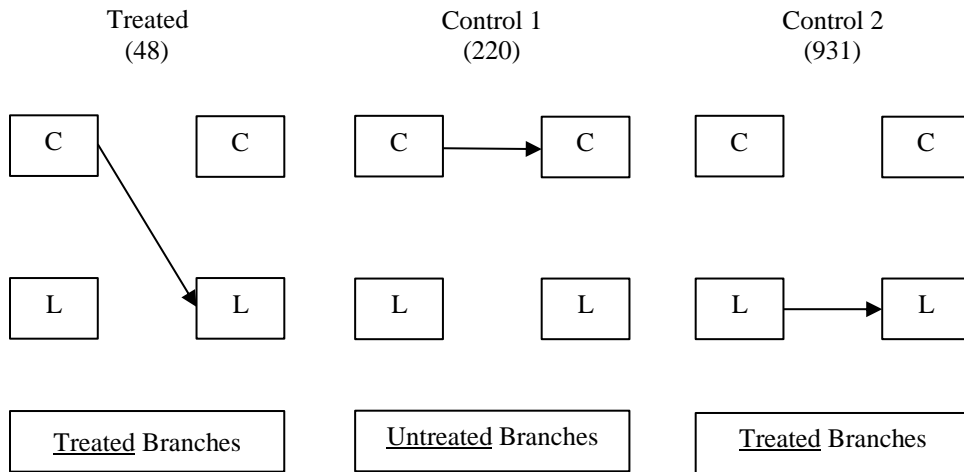 Treated Control 1 Control 2
(48) (220) (931)
C C C C C C
L L L L L L
Treated Branches Untreated Branches Treated Branches